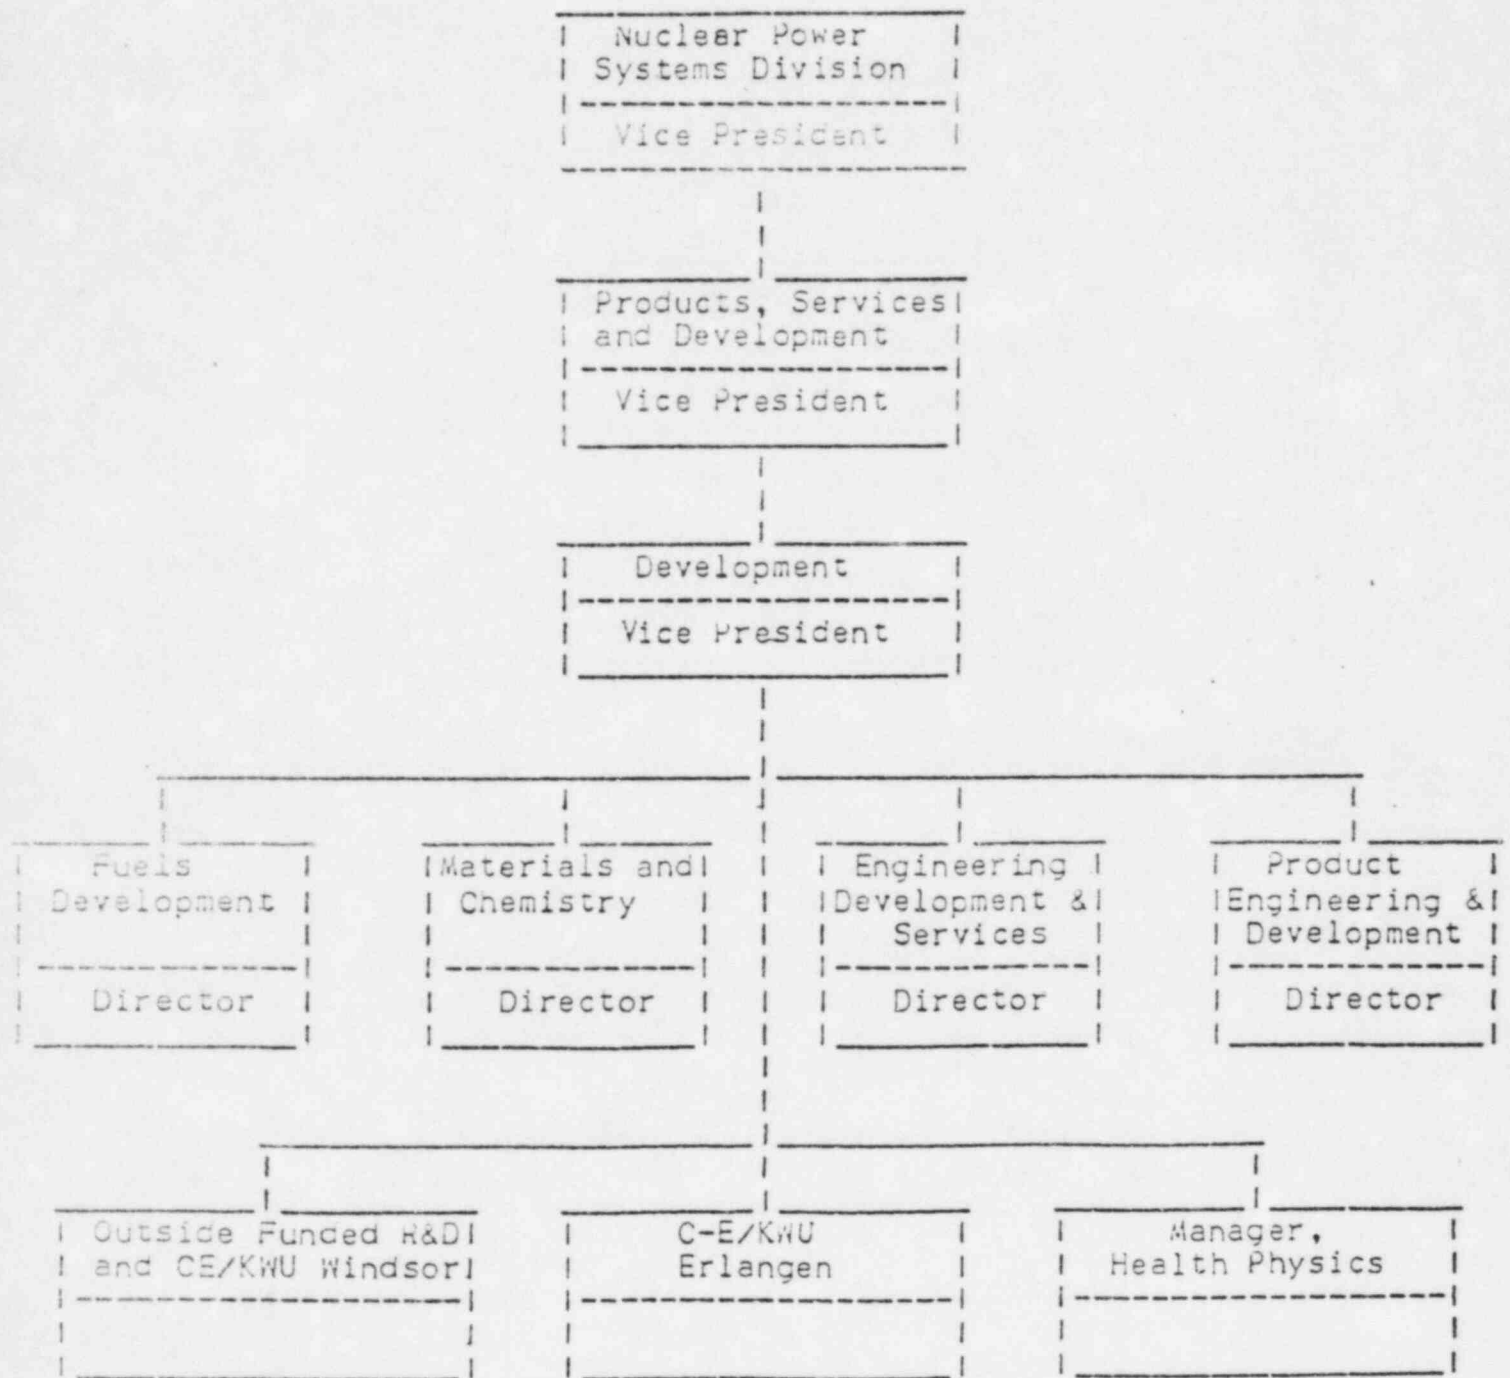 Nuclear Power
Systems Division
Vice President
Products, Services
and Development
Vice President
Development
Vice President
Fuels
Development
Director
Materials and
Chemistry
Director
Engineering
Development &
Services
Director
Product
Engineering &
Development
Director
Outside Funded R&D
and CE/KWU Windsor
C-E/KWU
Erlangen
Manager,
Health Physics